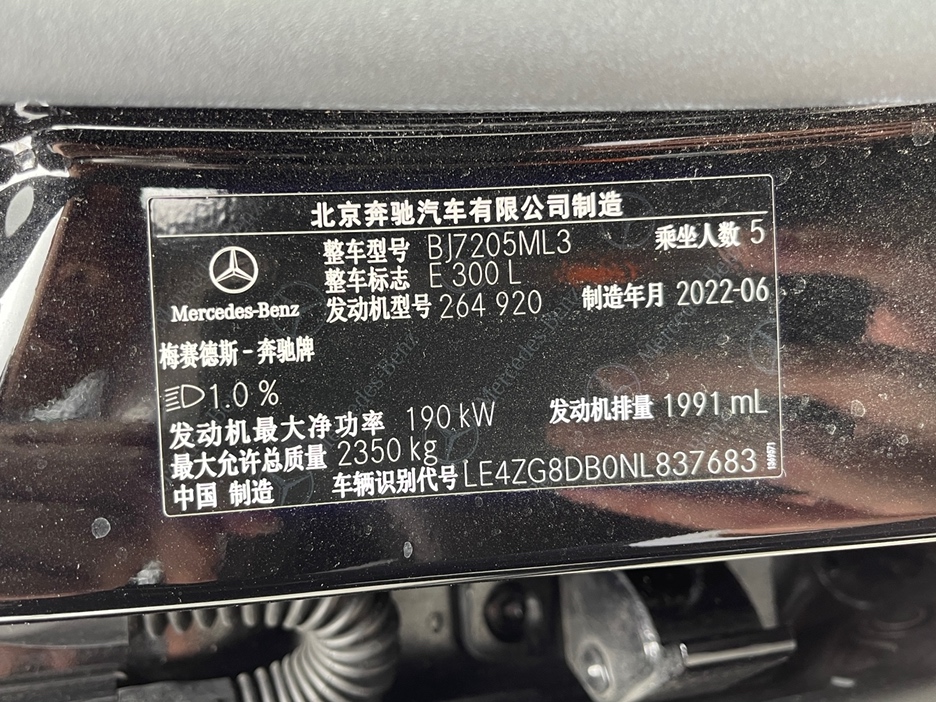 北京奔驰汽车有限公司制造
整车型号 BJ7205ML3 乘坐人数 5
整车标志 E 300 L
发动机型号 264 920 制造年月 2022-06
Mercedes-Benz
梅赛德斯-奔驰牌
1.0 %
发动机最大净功率 190 kW 发动机排量 1991 mL
最大允许总质量 2350 kg
中国 制造 车辆识别代号 LE4ZG8DB0NL837683